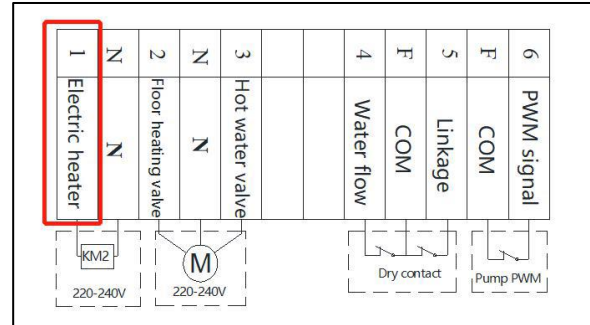 1 N 2 N 3 4 F 5 F 6
Electric heater N Floor heating valve N Hot water valve Water flow COM Linkage COM PWM signal
KM2 M
220-240V 220-240V Dry contact Pump PWM